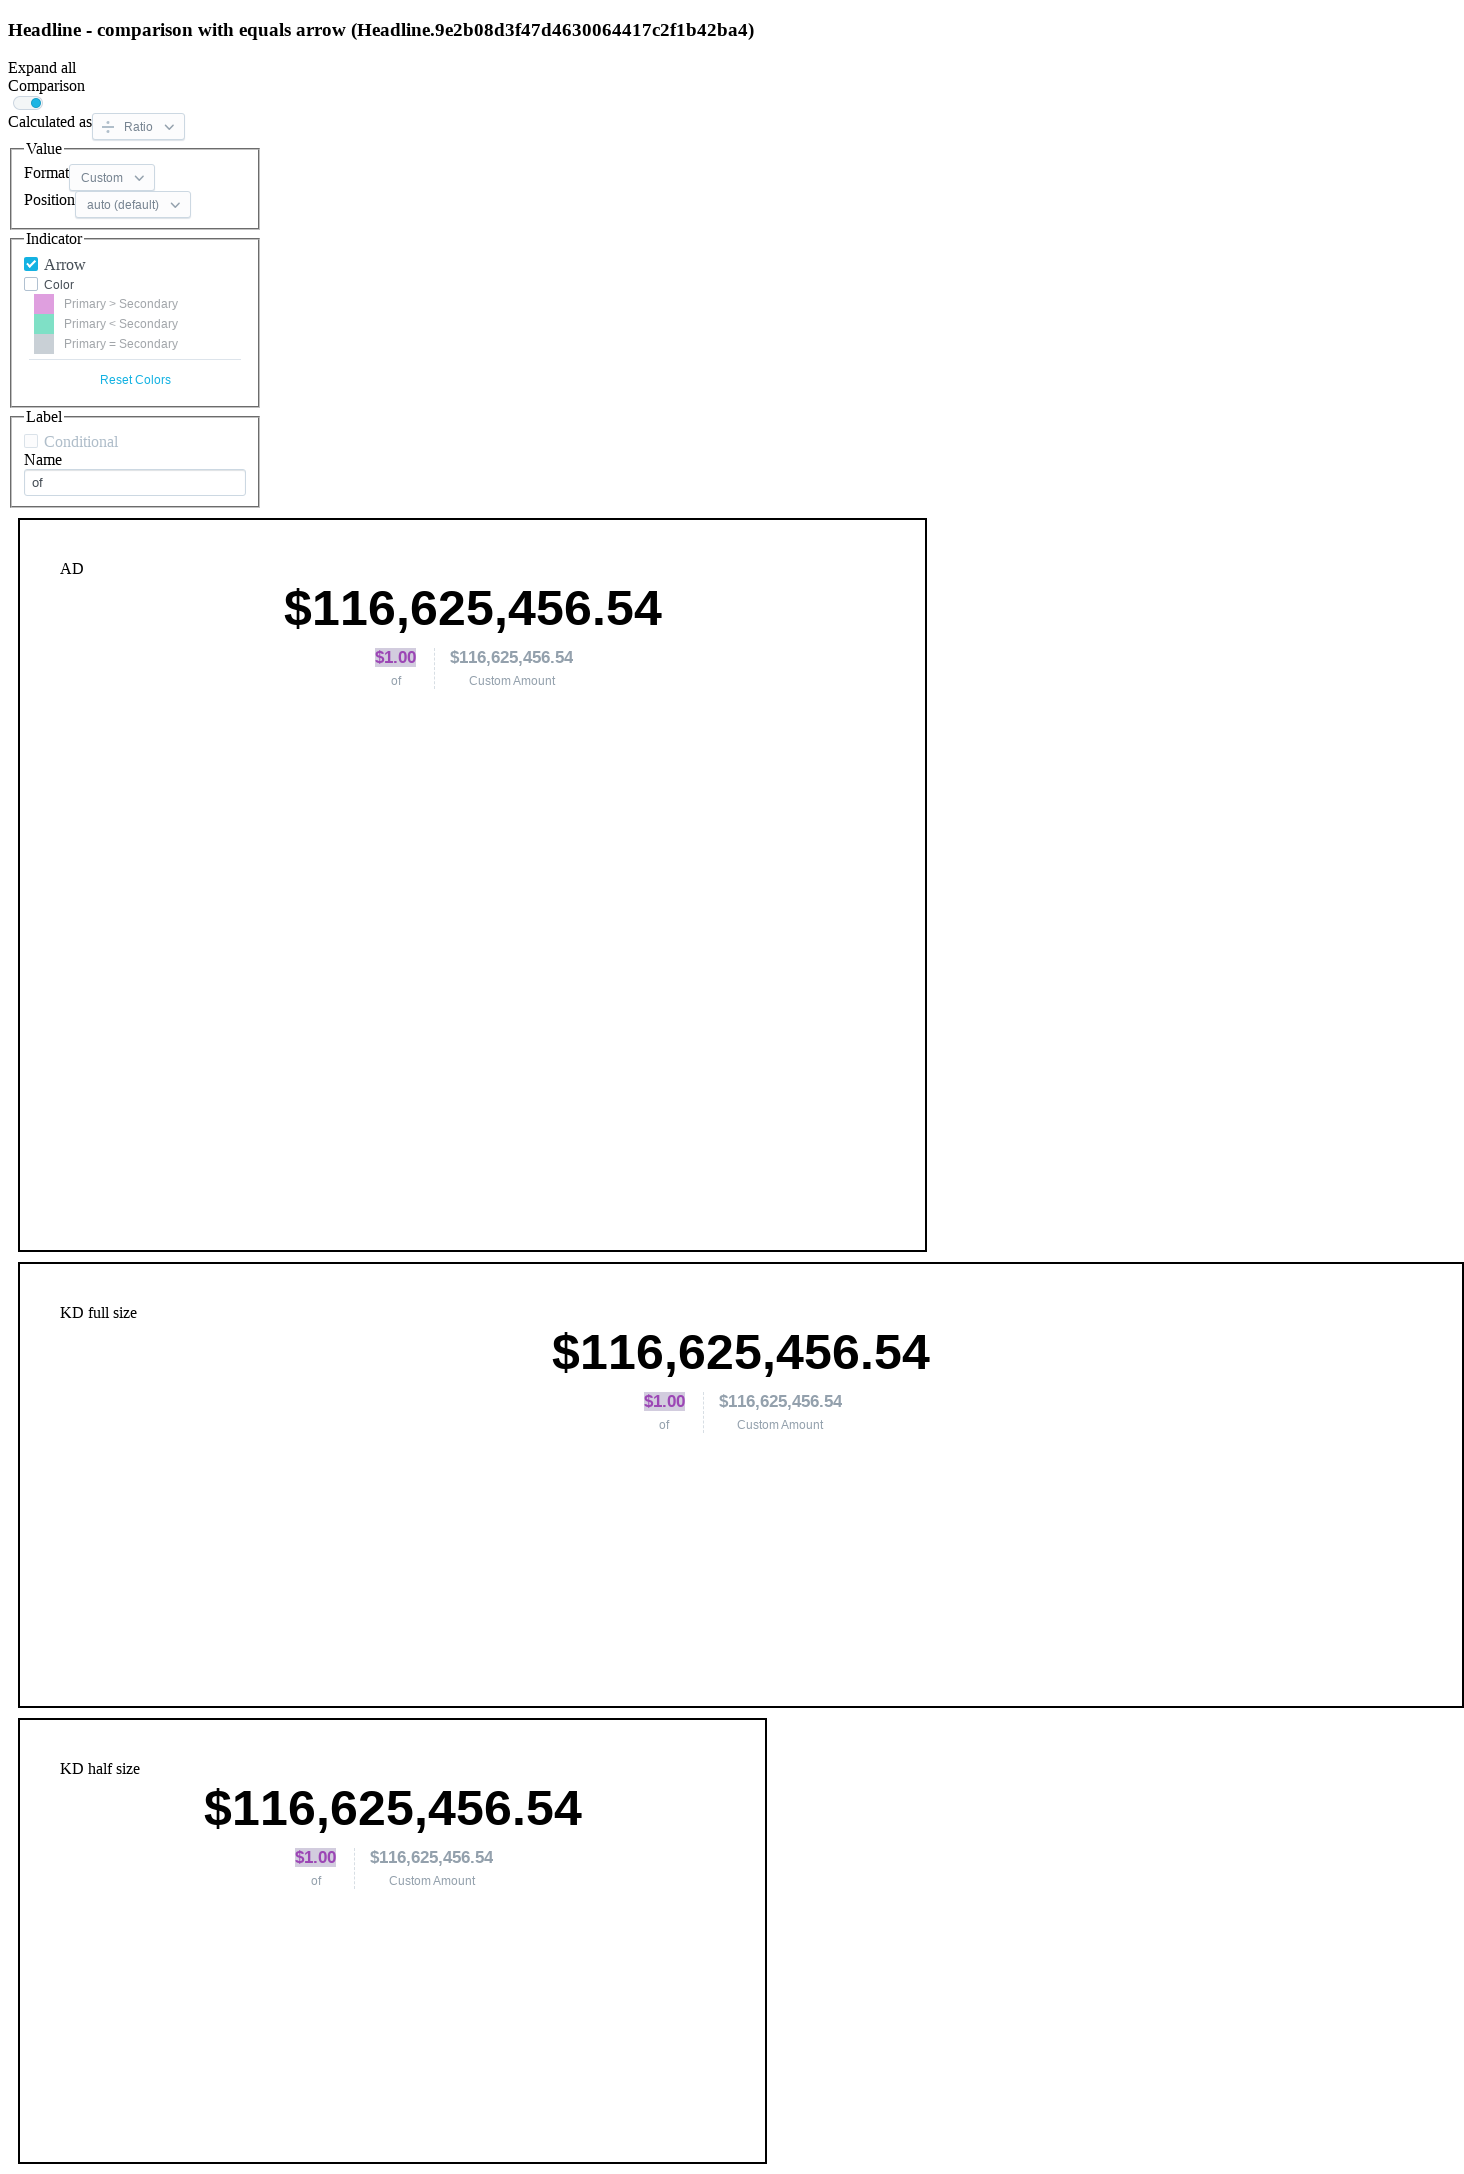 Headline - comparison with equals arrow (Headline.9e2b08d3f47d4630064417c2f1b42ba4)
Expand all
Comparison
Calculated as Ratio
Value
Format Custom
Position auto (default)
Indicator
Arrow
Color
Primary > Secondary
Primary < Secondary
Primary = Secondary
Reset Colors
Label
Conditional
Name
of
AD
$116,625,456.54
$1.00 $116,625,456.54
of Custom Amount
KD full size
$116,625,456.54
$1.00 $116,625,456.54
of Custom Amount
KD half size
$116,625,456.54
$1.00 $116,625,456.54
of Custom Amount